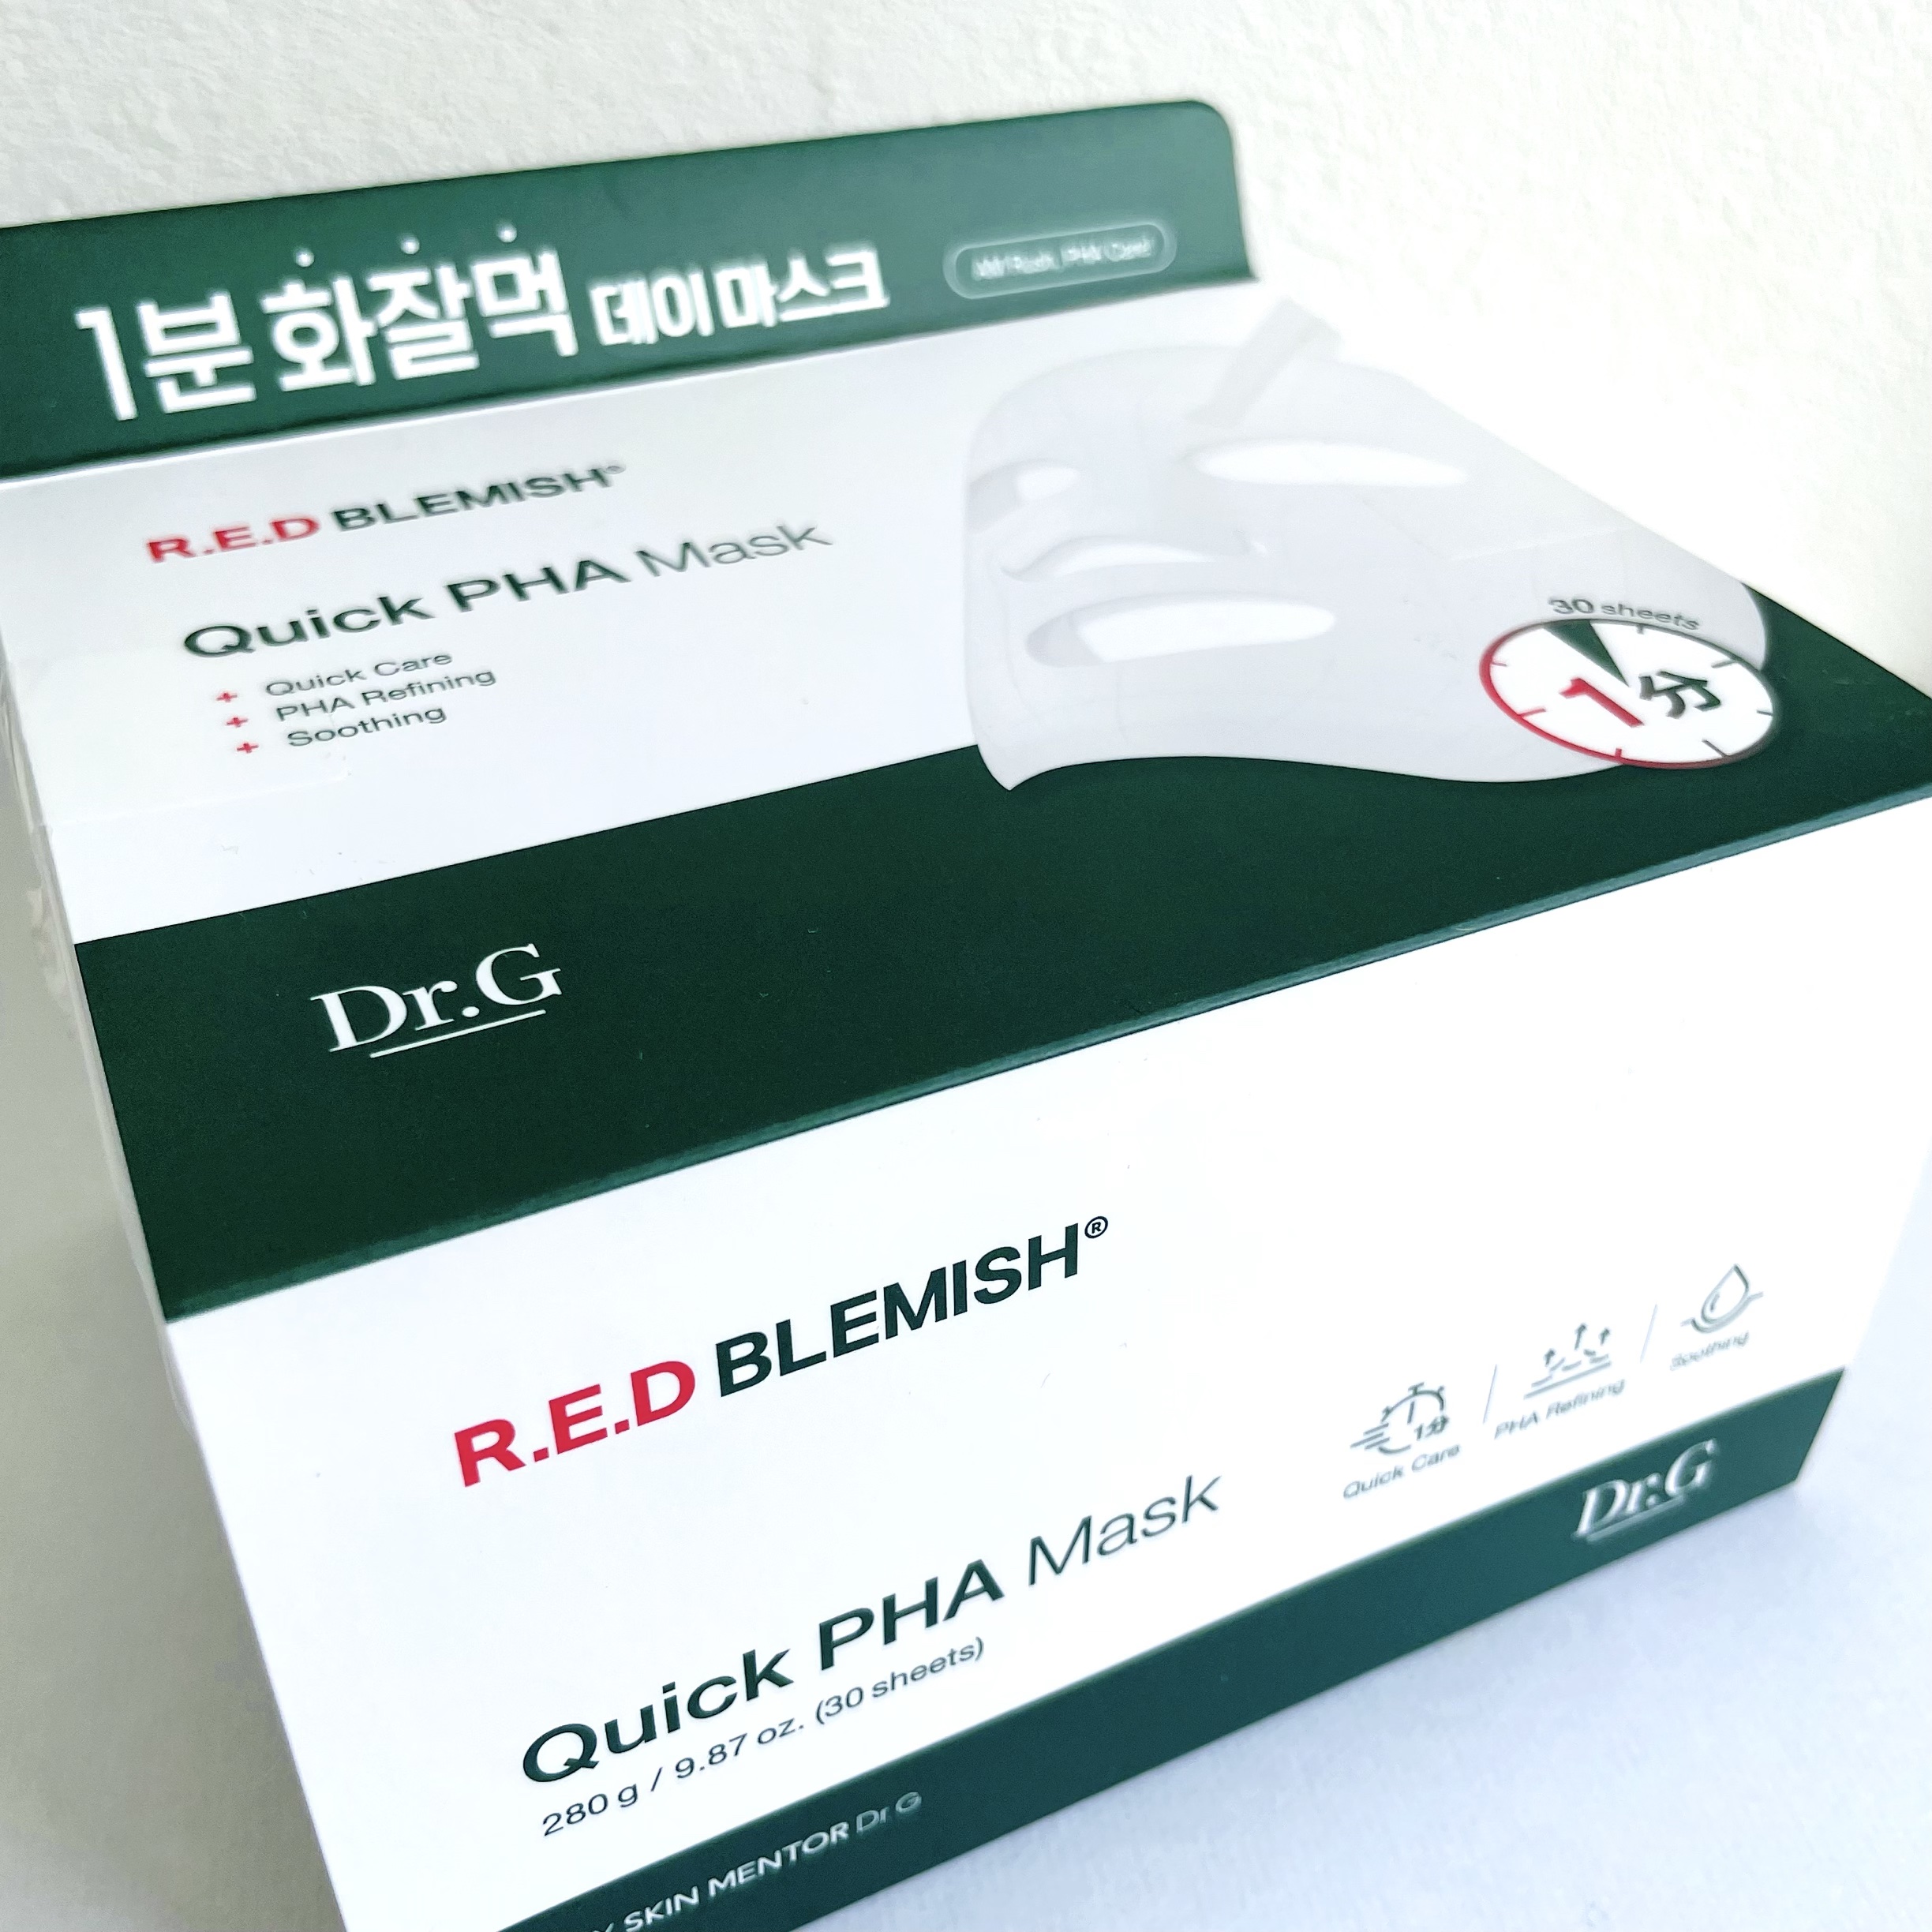 1분 화잘먹 데이 마스크
R.E.D BLEMISH®
Quick PHA Mask
+ Quick Care
+ PHA Refining
+ Soothing
30 sheets
1分
Dr.G
R.E.D BLEMISH®
Quick PHA Mask
280 g / 9.87 oz. (30 sheets)
1分
Quick Care
PHA Refining
Soothing
Dr.G
SKIN MENTOR Dr.G